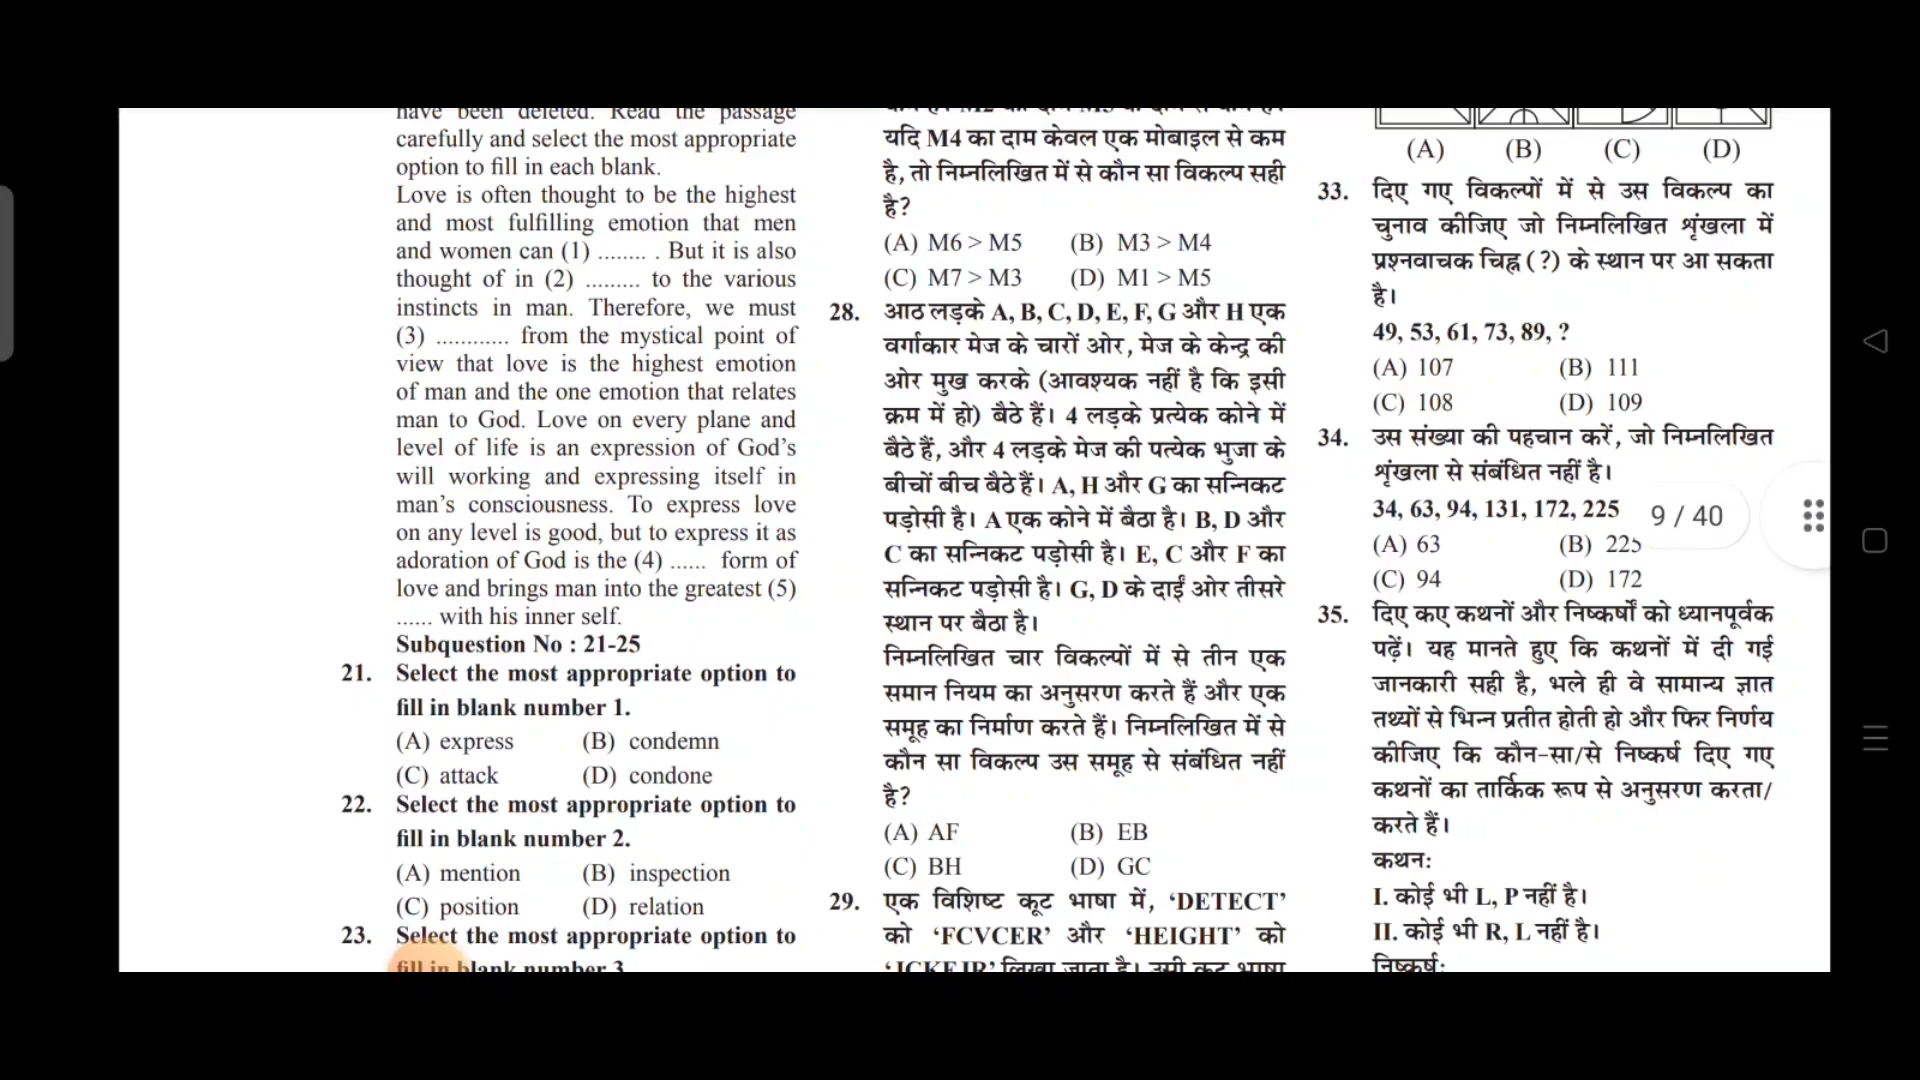 have been deleted. Read the passage
carefully and select the most appropriate
option to fill in each blank.
Love is often thought to be the highest
and most fulfilling emotion that men
and women can (1) ........ . But it is also
thought of in (2) ......... to the various
instincts in man. Therefore, we must
(3) ............ from the mystical point of
view that love is the highest emotion
of man and the one emotion that relates
man to God. Love on every plane and
level of life is an expression of God’s
will working and expressing itself in
man’s consciousness. To express love
on any level is good, but to express it as
adoration of God is the (4) ...... form of
love and brings man into the greatest (5)
...... with his inner self.
Subquestion No : 21-25
21. Select the most appropriate option to
fill in blank number 1.
(A) express (B) condemn
(C) attack (D) condone
22. Select the most appropriate option to
fill in blank number 2.
(A) mention (B) inspection
(C) position (D) relation
23. Select the most appropriate option to
fill in blank number 3.
यदि M4 का दाम केवल एक मोबाइल से कम
है, तो निम्नलिखित में से कौन सा विकल्प सही
है?
(A) M6 > M5 (B) M3 > M4
(C) M7 > M3 (D) M1 > M5
28. आठ लड़के A, B, C, D, E, F, G और H एक
वर्गाकार मेज के चारों ओर, मेज के केन्द्र की
ओर मुख करके (आवश्यक नहीं है कि इसी
क्रम में हो) बैठे हैं। 4 लड़के प्रत्येक कोने में
बैठे हैं, और 4 लड़के मेज की पत्येक भुजा के
बीचों बीच बैठे हैं। A, H और G का सन्निकट
पड़ोसी है। A एक कोने में बैठा है। B, D और
C का सन्निकट पड़ोसी है। E, C और F का
सन्निकट पड़ोसी है। G, D के दाईं ओर तीसरे
स्थान पर बैठा है।
निम्नलिखित चार विकल्पों में से तीन एक
समान नियम का अनुसरण करते हैं और एक
समूह का निर्माण करते हैं। निम्नलिखित में से
कौन सा विकल्प उस समूह से संबंधित नहीं
है?
(A) AF (B) EB
(C) BH (D) GC
29. एक विशिष्ट कूट भाषा में, ‘DETECT’
को ‘FCVCER’ और ‘HEIGHT’ को
‘JCKEJR’ लिखा जाता है। उसी कूट भाषा
(A) (B) (C) (D)
33. दिए गए विकल्पों में से उस विकल्प का
चुनाव कीजिए जो निम्नलिखित शृंखला में
प्रश्नवाचक चिह्न (?) के स्थान पर आ सकता
है।
49, 53, 61, 73, 89, ?
(A) 107 (B) 111
(C) 108 (D) 109
34. उस संख्या की पहचान करें, जो निम्नलिखित
शृंखला से संबंधित नहीं है।
34, 63, 94, 131, 172, 225
(A) 63 (B) 225
(C) 94 (D) 172
9 / 40
35. दिए कए कथनों और निष्कर्षों को ध्यानपूर्वक
पढ़ें। यह मानते हुए कि कथनों में दी गई
जानकारी सही है, भले ही वे सामान्य ज्ञात
तथ्यों से भिन्न प्रतीत होती हो और फिर निर्णय
कीजिए कि कौन-सा/से निष्कर्ष दिए गए
कथनों का तार्किक रूप से अनुसरण करता/
करते हैं।
कथन:
I. कोई भी L, P नहीं है।
II. कोई भी R, L नहीं है।
निष्कर्ष: